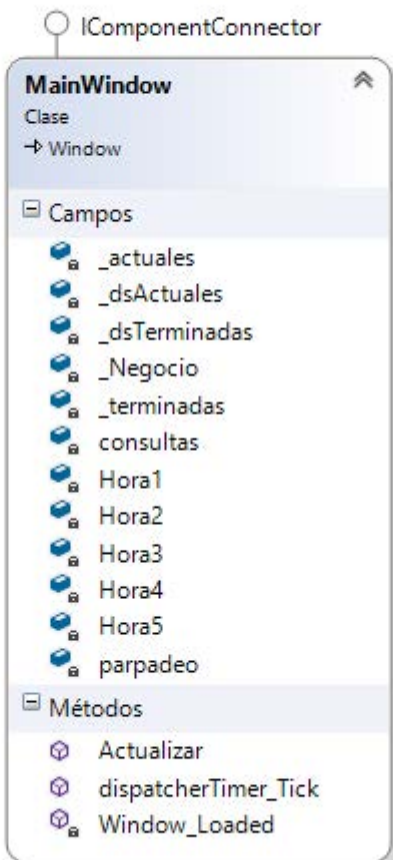 IComponentConnector
MainWindow
Clase
Window
Campos
_actuales
_dsActuales
_dsTerminadas
_Negocio
_terminadas
consultas
Hora1
Hora2
Hora3
Hora4
Hora5
parpadeo
Métodos
Actualizar
dispatcherTimer_Tick
Window_Loaded